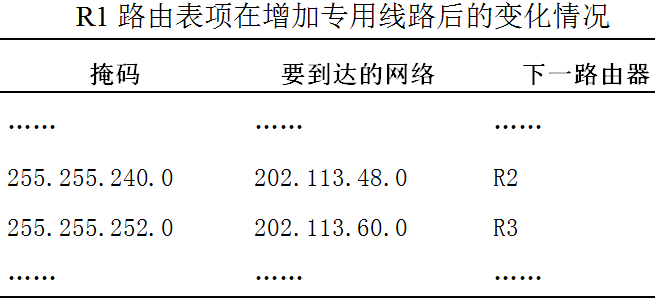 R1 路由表项在增加专用线路后的变化情况
掩码 要到达的网络 下一路由器
…… …… ……
255.255.240.0 202.113.48.0 R2
255.255.252.0 202.113.60.0 R3
…… …… ……